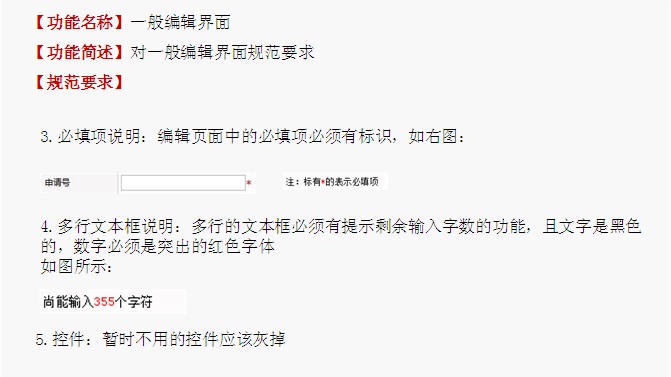 【功能名称】一般编辑界面
【功能简述】对一般编辑界面规范要求
【规范要求】
3.必填项说明：编辑页面中的必填项必须有标识，如右图：
申请号 * 注：标有*的表示必填项
4.多行文本框说明：多行的文本框必须有提示剩余输入字数的功能，且文字是黑色
的，数字必须是突出的红色字体
如图所示：
尚能输入355个字符
5.控件：暂时不用的控件应该灰掉